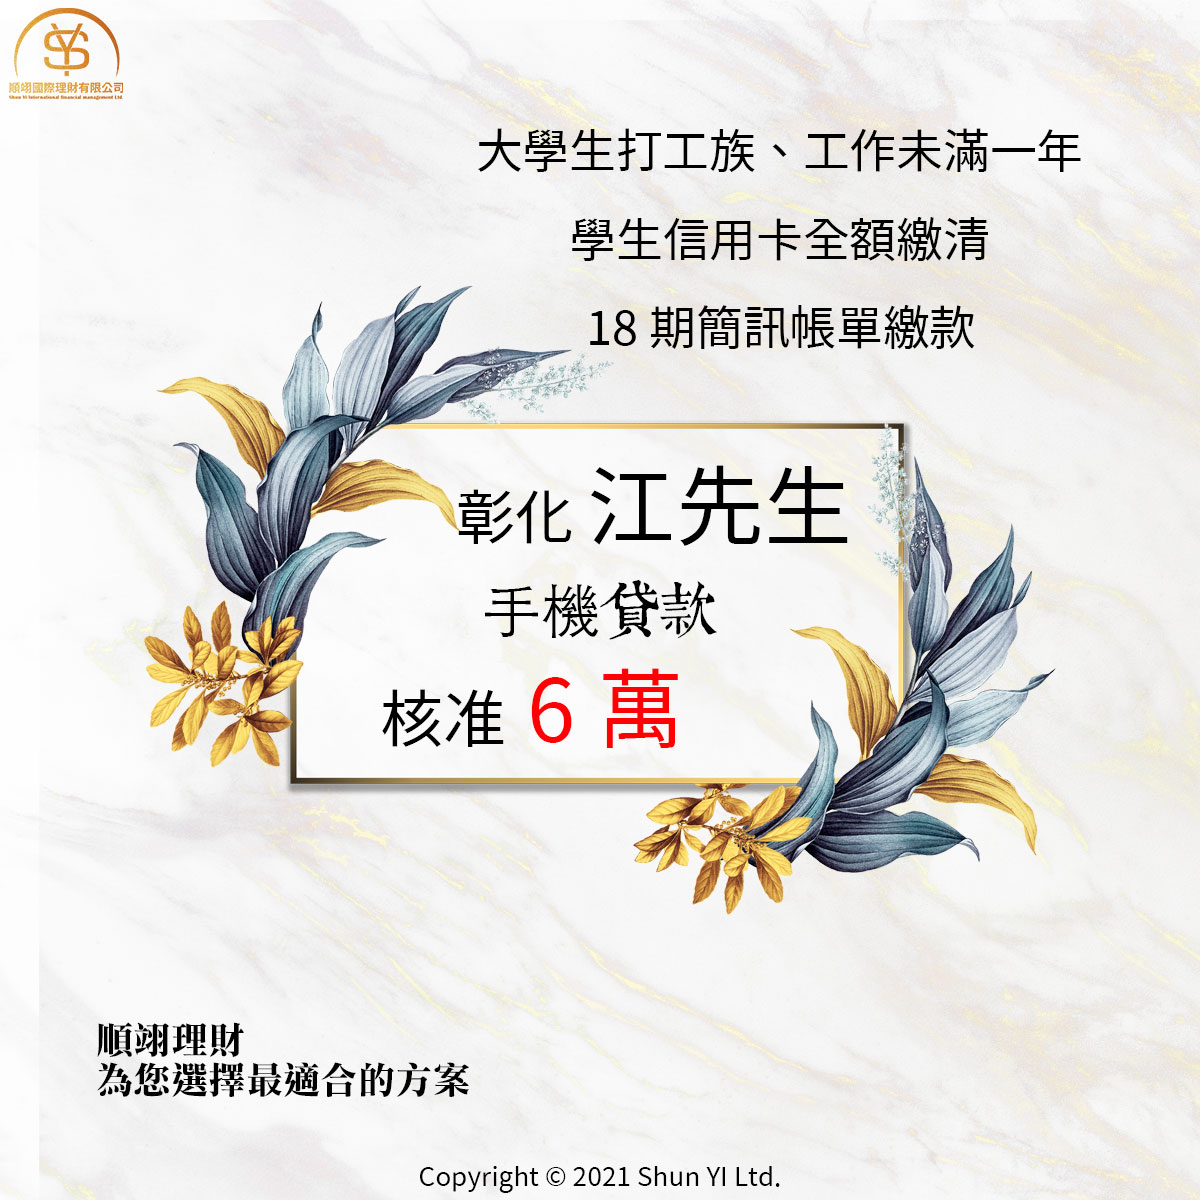 順翊國際理財有限公司
Shun Yi International financial management Ltd
大學生打工族、工作未滿一年
學生信用卡全額繳清
18 期簡訊帳單繳款
彰化 江先生
手機貸款
核准 6 萬
順翊理財
為您選擇最適合的方案
Copyright © 2021 Shun YI Ltd.